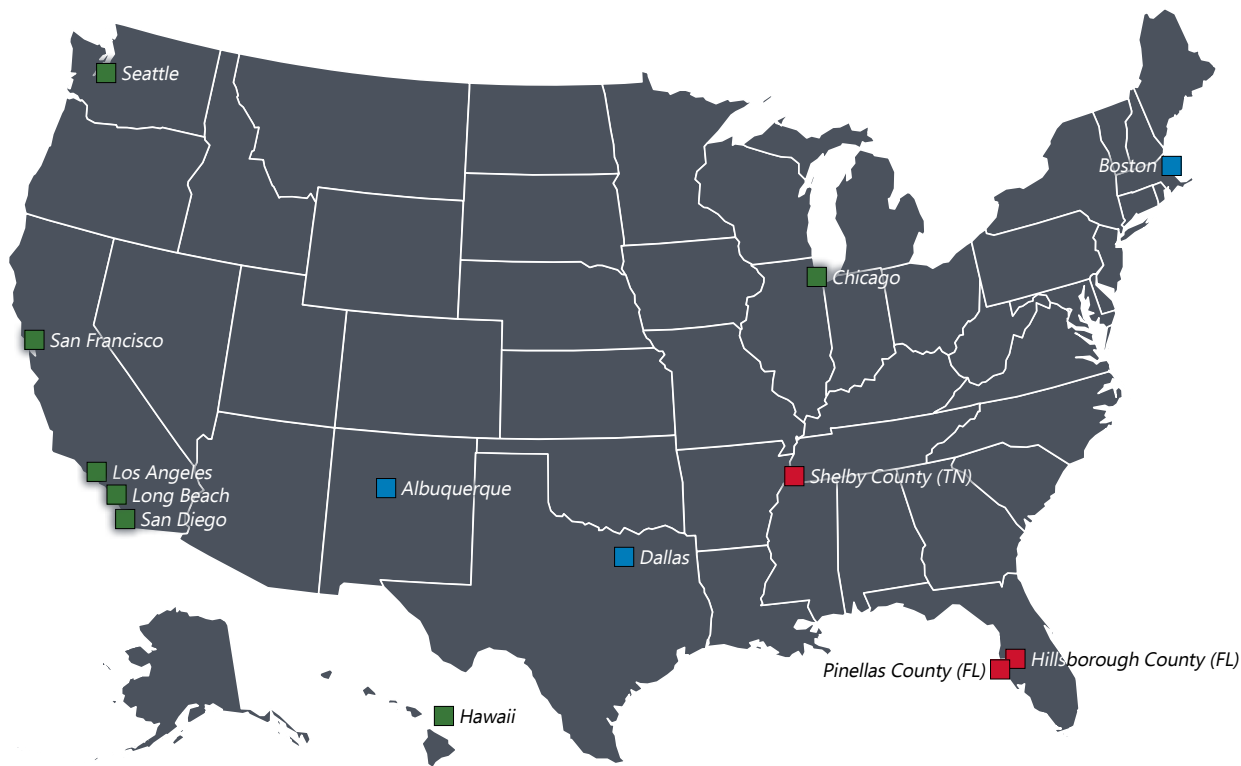 Seattle
Boston
Chicago
San Francisco
Los Angeles
Shelby County (TN)
Albuquerque
Long Beach
San Diego
Dallas
Hillsborough County (FL)
Pinellas County (FL)
Hawaii